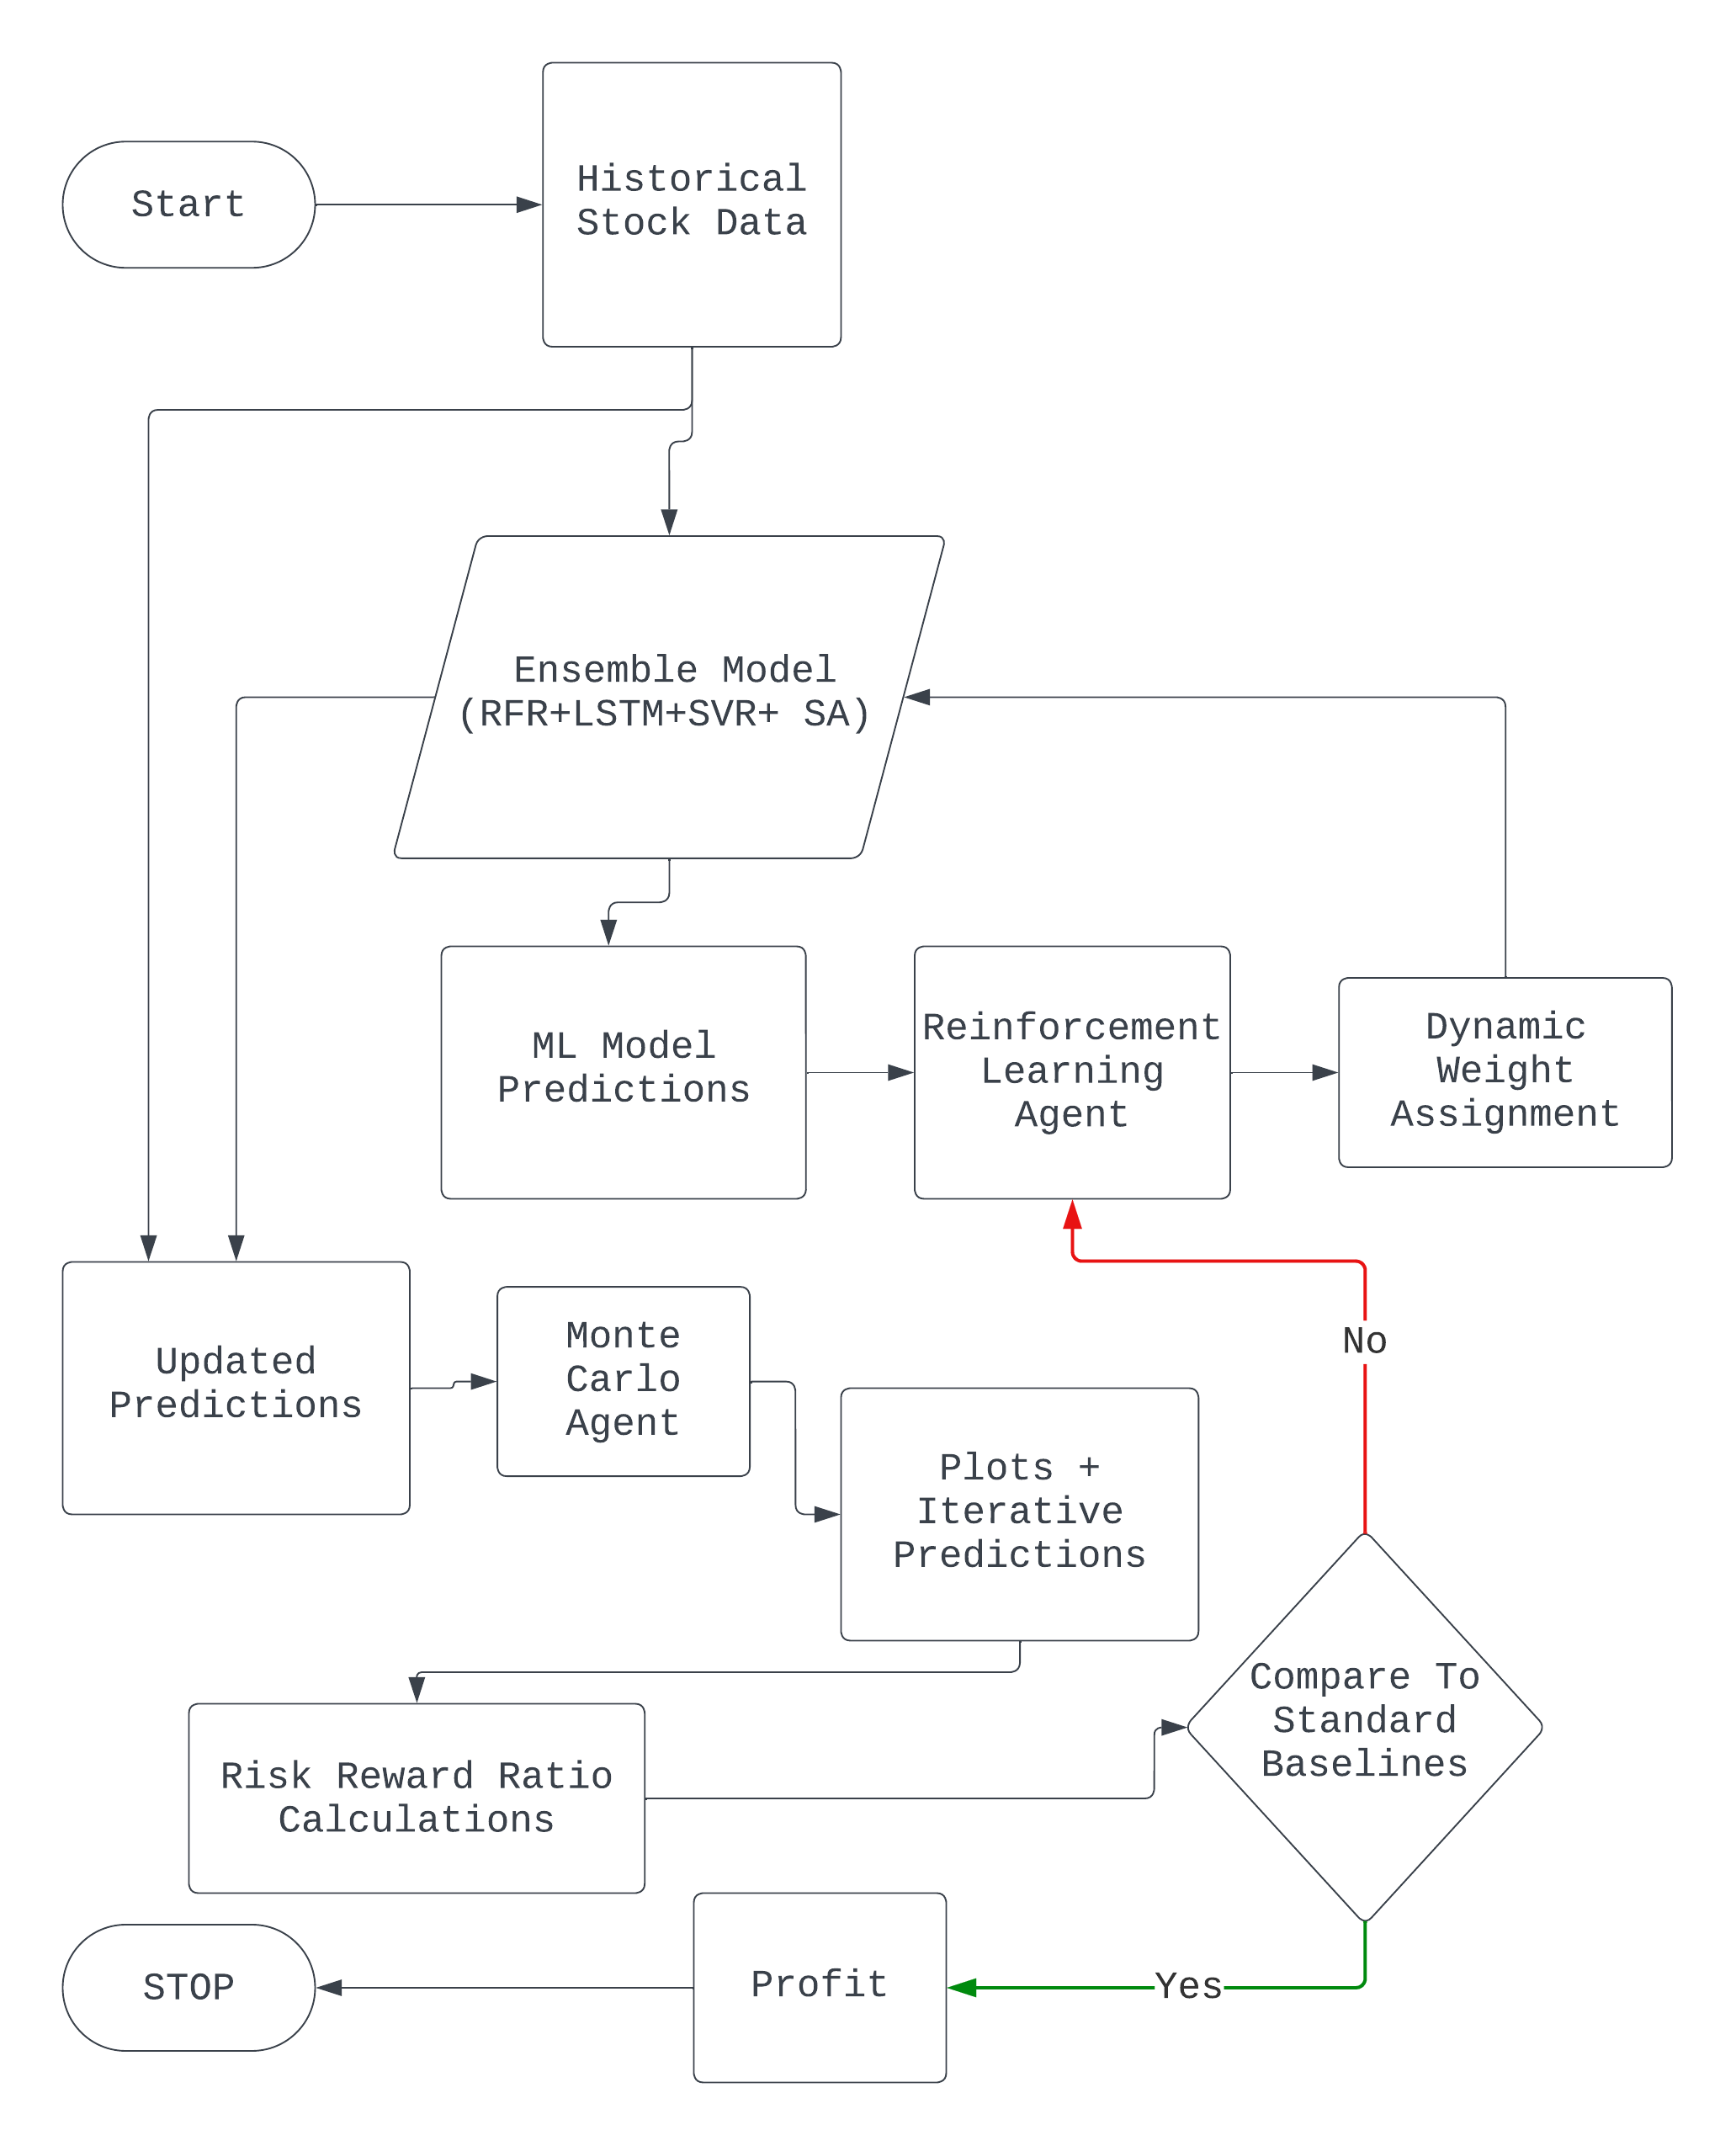 Start
Historical
Stock Data
Ensemble Model
(RFR+LSTM+SVR+ SA)
ML Model
Predictions
Reinforcement
Learning
Agent
Dynamic
Weight
Assignment
Updated
Predictions
Monte
Carlo
Agent
No
Plots +
Iterative
Predictions
Compare To
Standard
Baselines
Risk Reward Ratio
Calculations
STOP
Profit
Yes